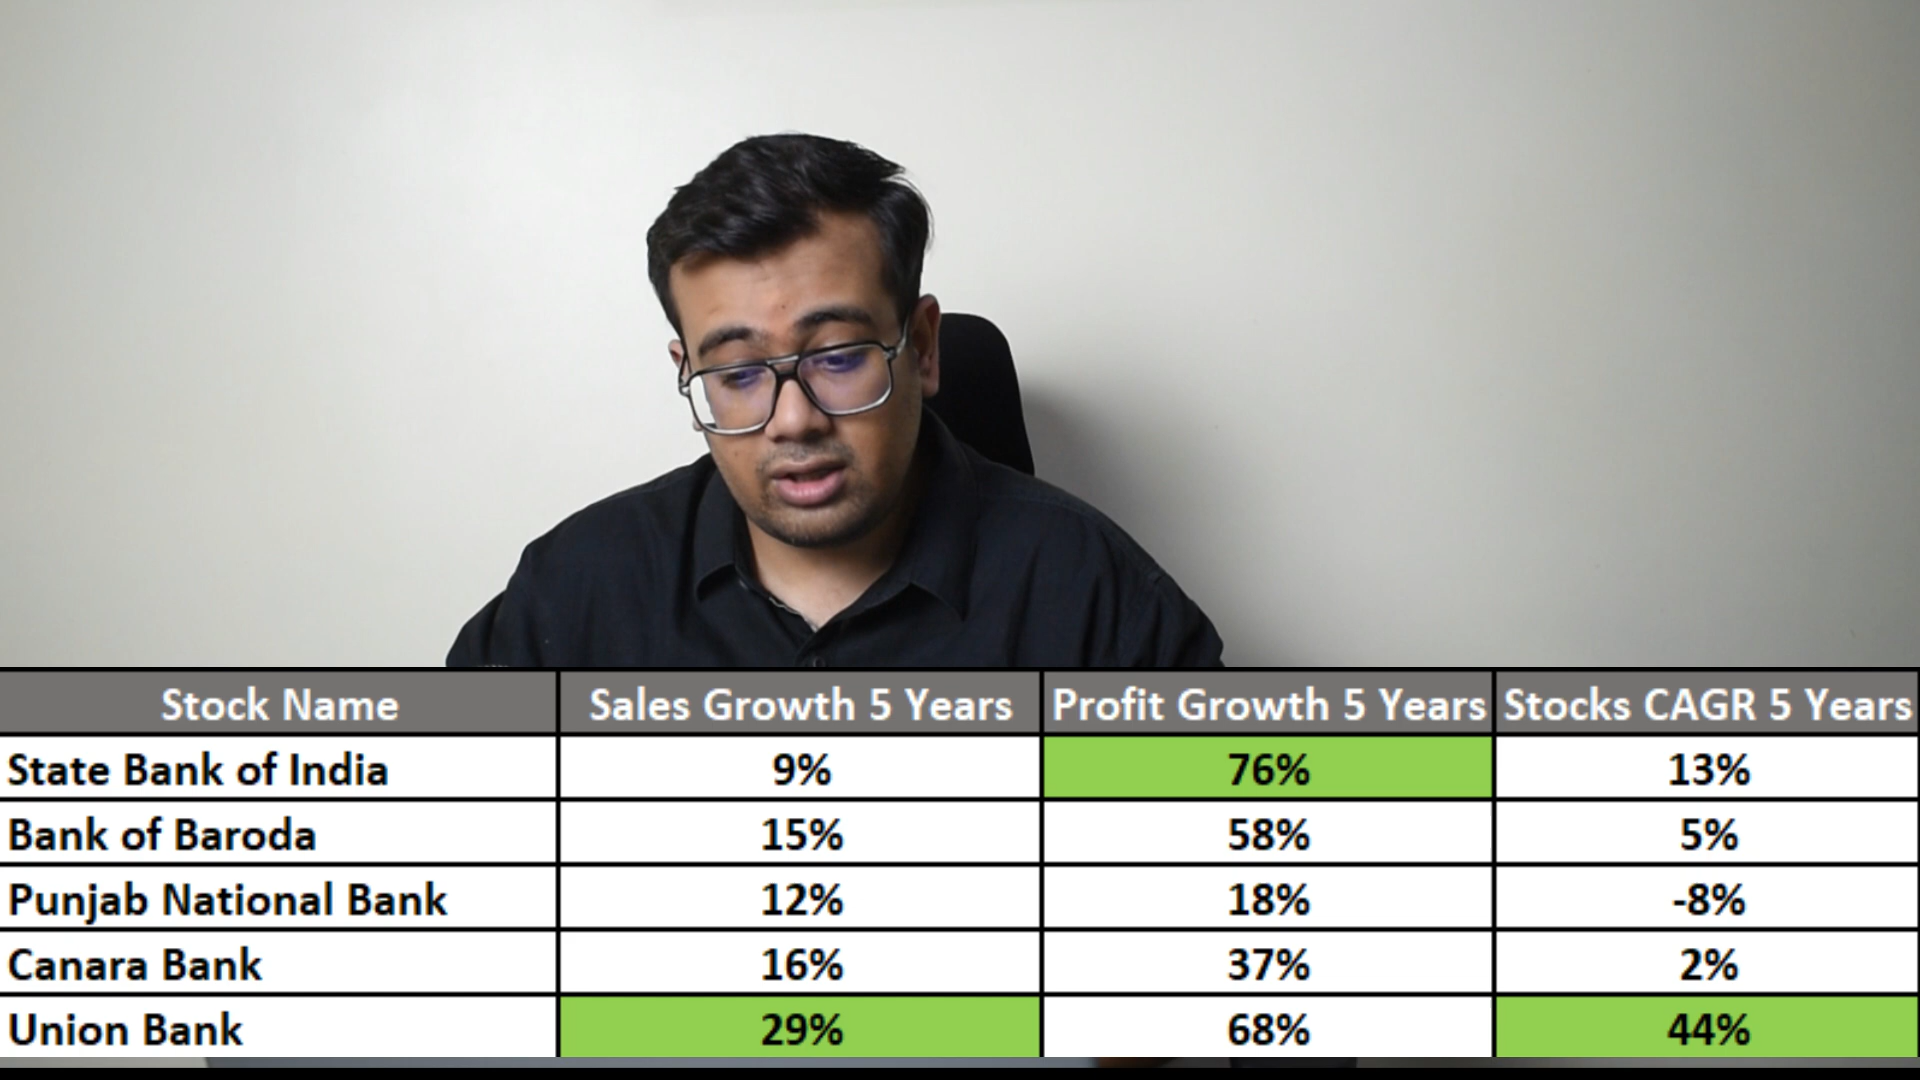 Stock Name Sales Growth 5 Years Profit Growth 5 Years Stocks CAGR 5 Years
State Bank of India 9% 76% 13%
Bank of Baroda 15% 58% 5%
Punjab National Bank 12% 18% -8%
Canara Bank 16% 37% 2%
Union Bank 29% 68% 44%